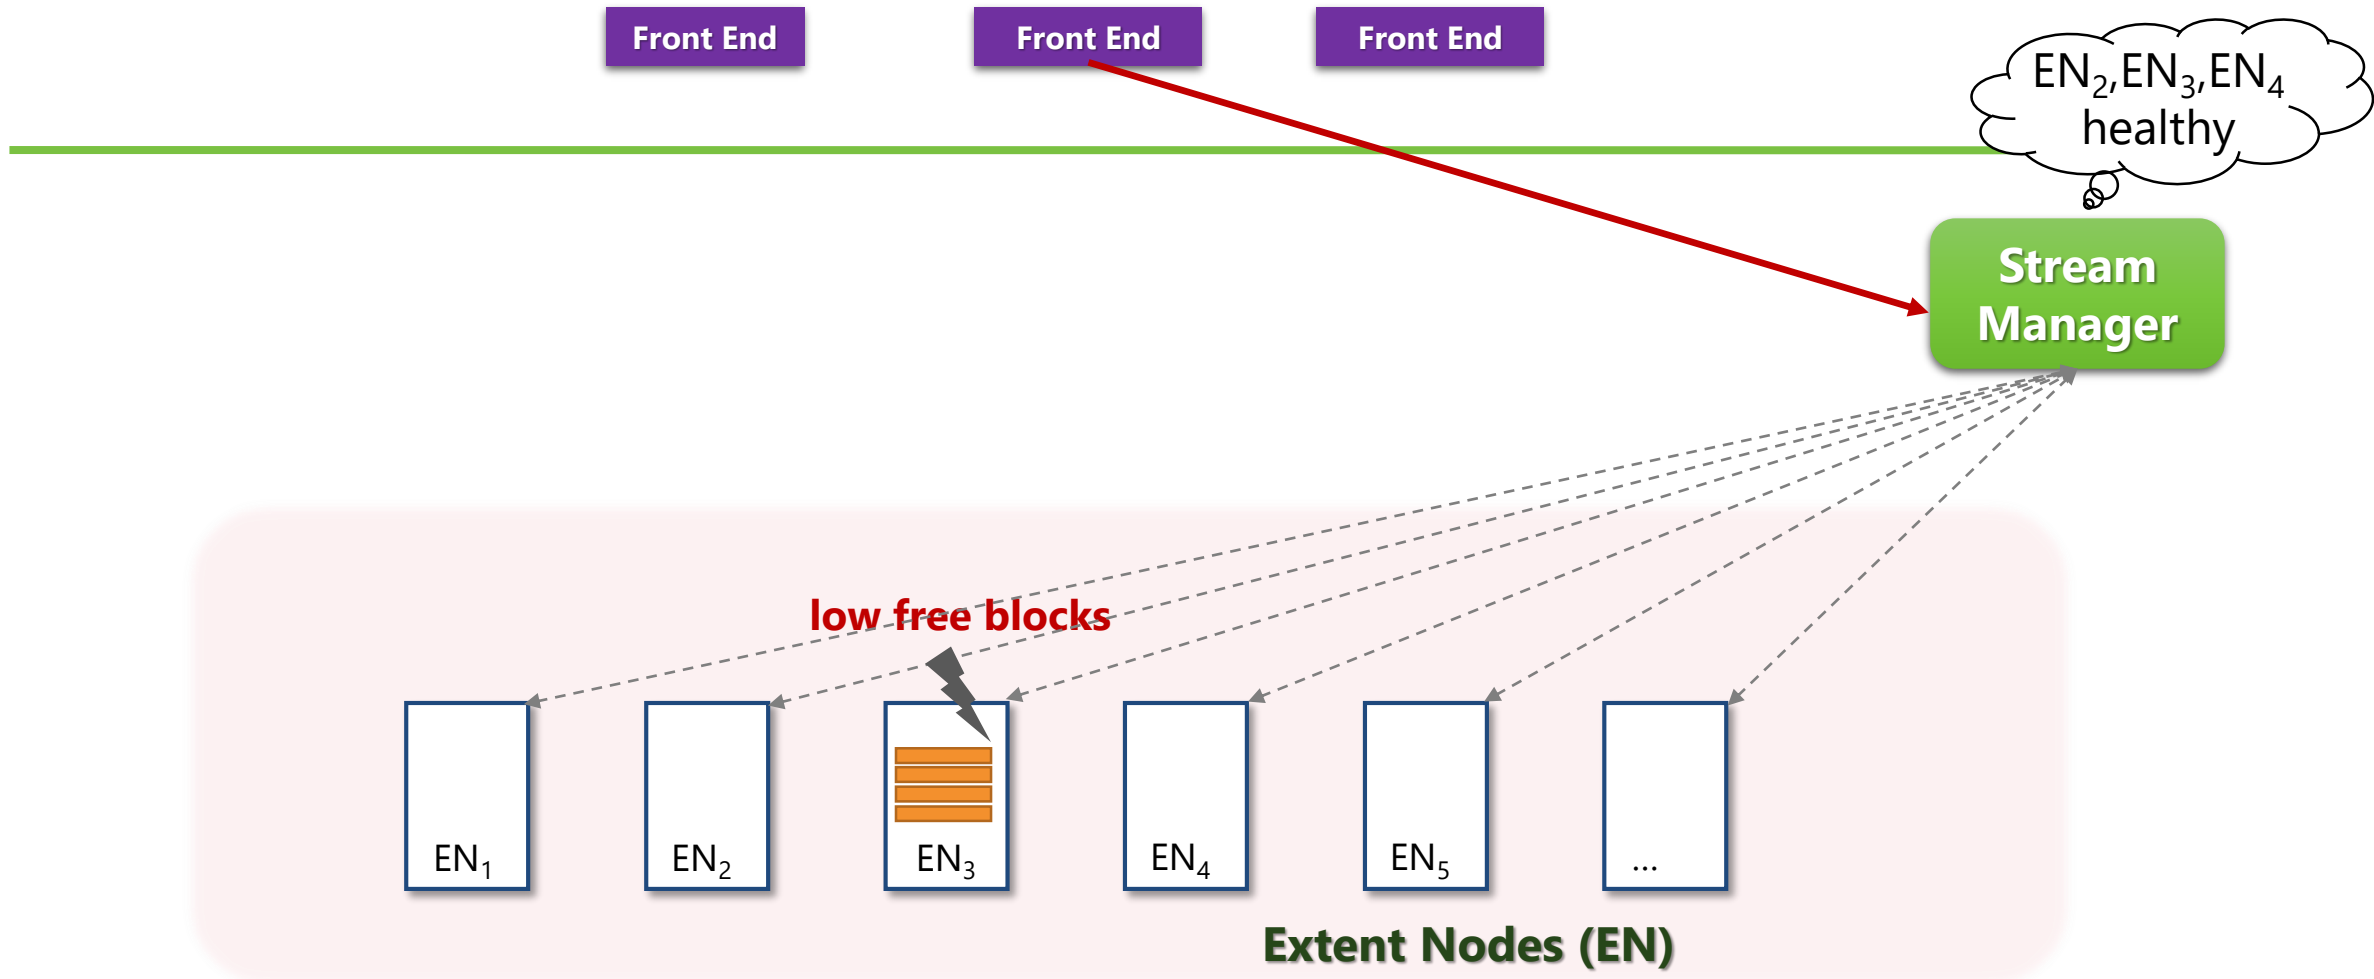 Front End
Front End
Front End
EN₂,EN₃,EN₄
healthy
Stream
Manager
low free blocks
EN₁
EN₂
EN₃
EN₄
EN₅
...
Extent Nodes (EN)